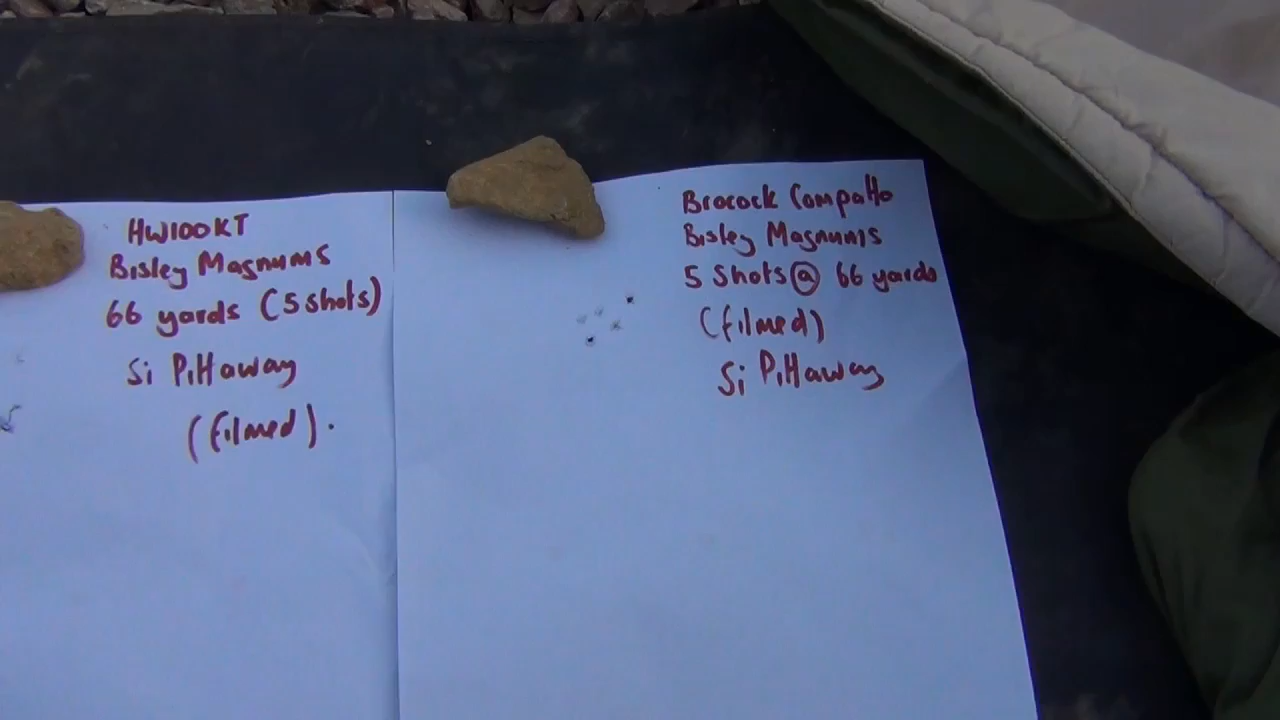 HW100KT
Bisley Magnums
66 yards (5 shots)
Si Pittaway
(filmed).
Brocock Compatto
Bisley Magnums
5 Shots @ 66 yards
(filmed)
Si Pittaway